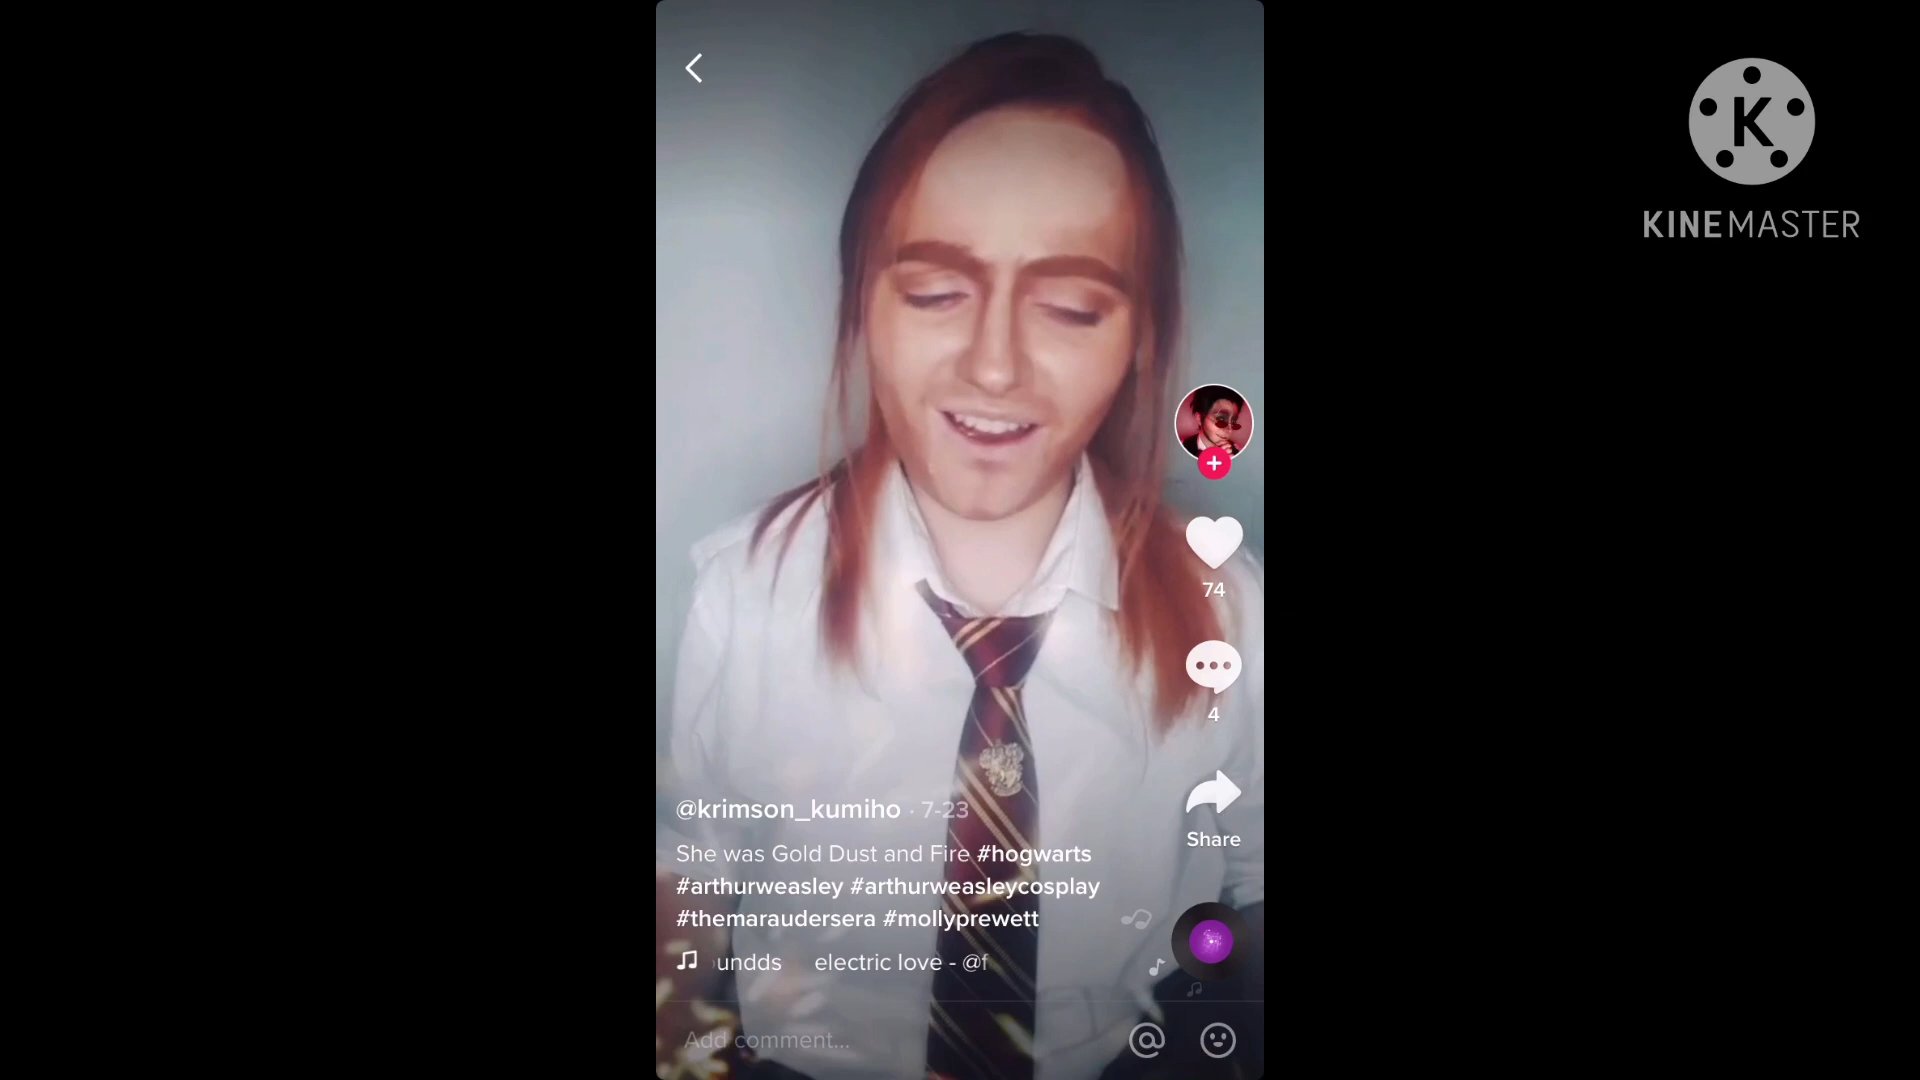 K
KINEMASTER
74
4
Share
@krimson_kumiho · 7-23
She was Gold Dust and Fire #hogwarts
#arthurweasley #arthurweasleycosplay
#themaraudersera #mollyprewett
undds electric love - @f
Add comment...